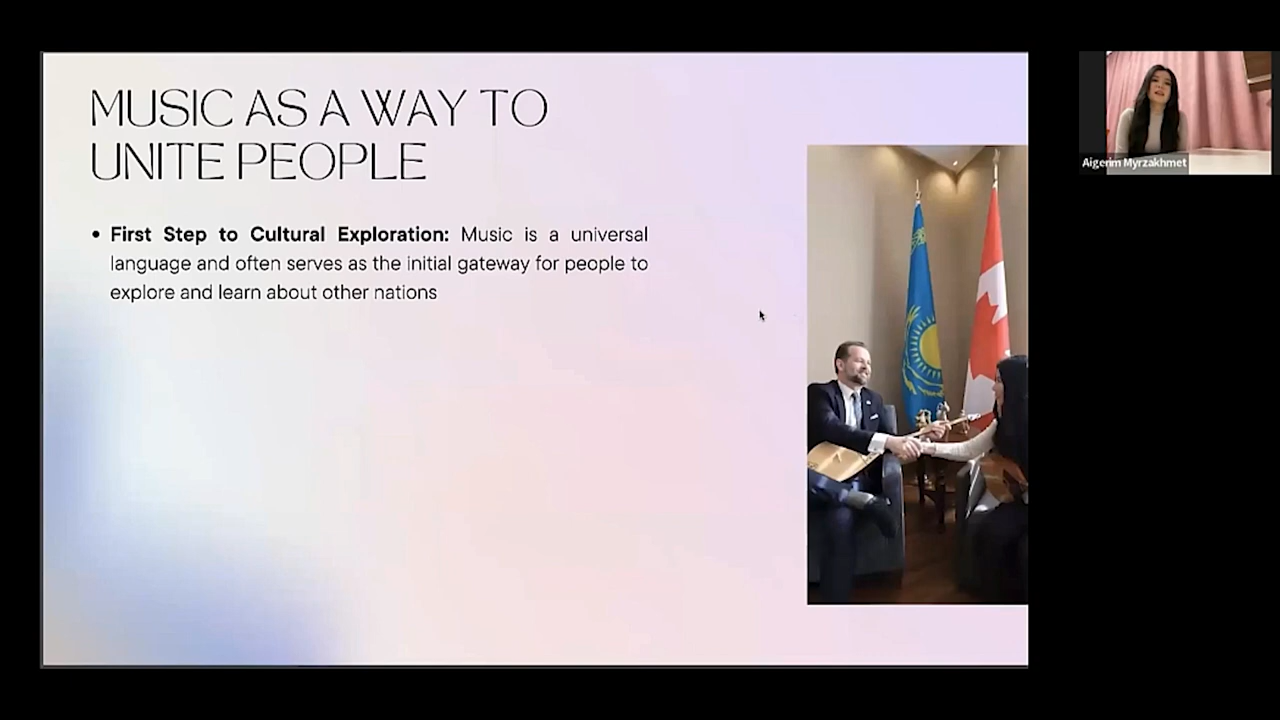 MUSIC AS A WAY TO
UNITE PEOPLE
• First Step to Cultural Exploration: Music is a universal
language and often serves as the initial gateway for people to
explore and learn about other nations
Aigerim Myrzakhmet